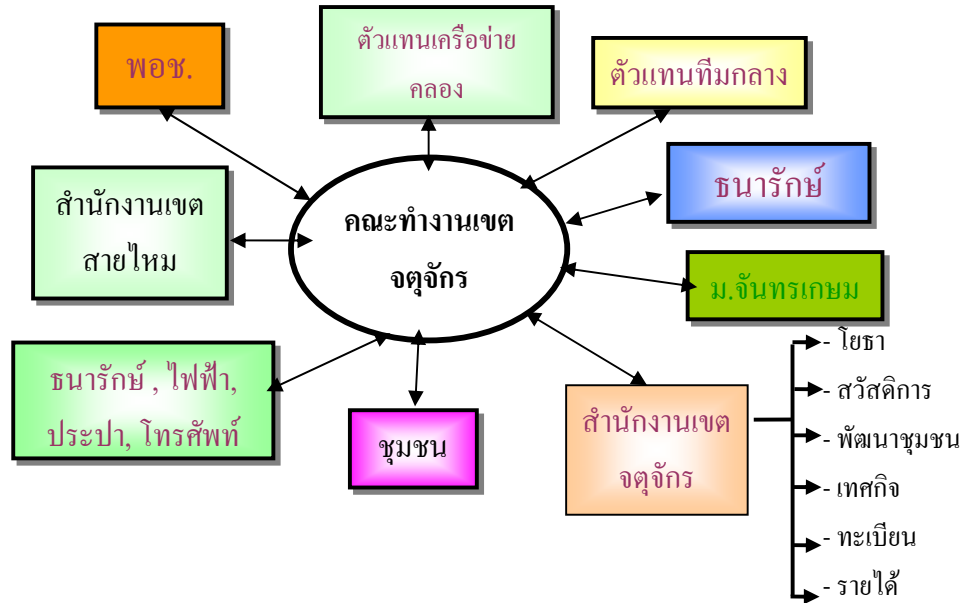 พอช.
ตัวแทนเครือข่าย
คลอง
ตัวแทนทีมกลาง
ธนารักษ์
สำนักงานเขต
สายไหม
คณะทำงานเขต
จตุจักร
ม.จันทรเกษม
ธนารักษ์ , ไฟฟ้า,
ประปา, โทรศัพท์
ชุมชน
สำนักงานเขต
จตุจักร
- โยธา
- สวัสดิการ
- พัฒนาชุมชน
- เทศกิจ
- ทะเบียน
- รายได้